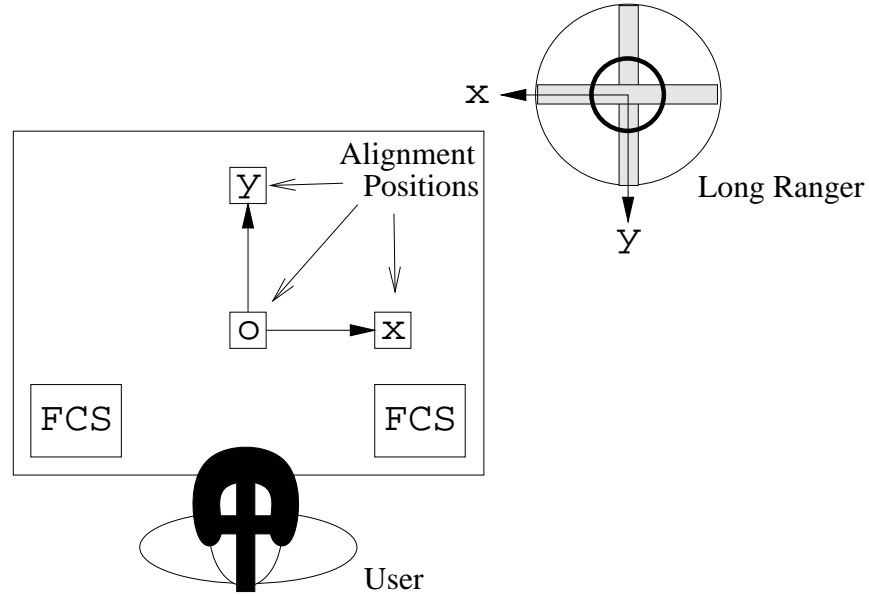 x
Long Ranger
y
Alignment
Positions
y
o
x
FCS
FCS
User